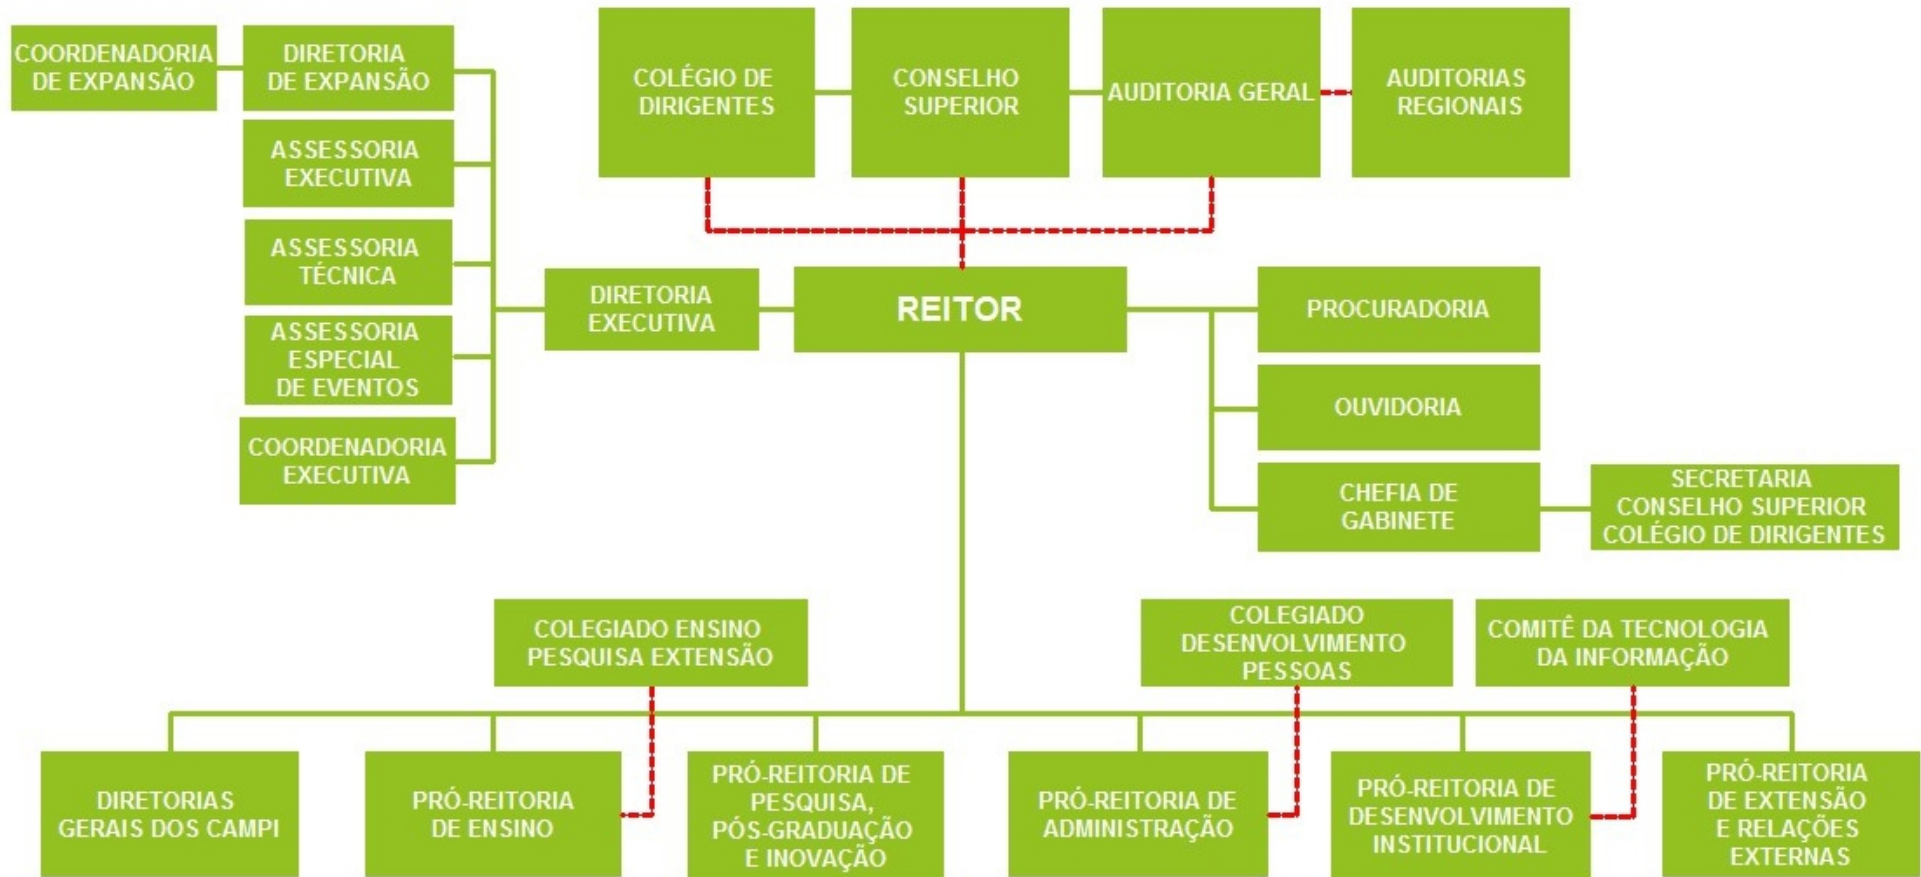 COORDENADORIA
DE EXPANSÃO
DIRETORIA
DE EXPANSÃO
COLÉGIO DE
DIRIGENTES
CONSELHO
SUPERIOR
AUDITORIA GERAL
AUDITORIAS
REGIONAIS
ASSESSORIA
EXECUTIVA
ASSESSORIA
TÉCNICA
ASSESSORIA
ESPECIAL
DE EVENTOS
COORDENADORIA
EXECUTIVA
DIRETORIA
EXECUTIVA
REITOR
PROCURADORIA
OUVIDORIA
CHEFIA DE
GABINETE
SECRETARIA
CONSELHO SUPERIOR
COLÉGIO DE DIRIGENTES
COLEGIADO ENSINO
PESQUISA EXTENSÃO
COLEGIADO
DESENVOLVIMENTO
PESSOAS
COMITÊ DA TECNOLOGIA
DA INFORMAÇÃO
DIRETORIAS
GERAIS DOS CAMPI
PRÓ-REITORIA
DE ENSINO
PRÓ-REITORIA DE
PESQUISA,
PÓS-GRADUAÇÃO
E INOVAÇÃO
PRÓ-REITORIA DE
ADMINISTRAÇÃO
PRÓ-REITORIA DE
DESENVOLVIMENTO
INSTITUCIONAL
PRÓ-REITORIA
DE EXTENSÃO
E RELAÇÕES
EXTERNAS